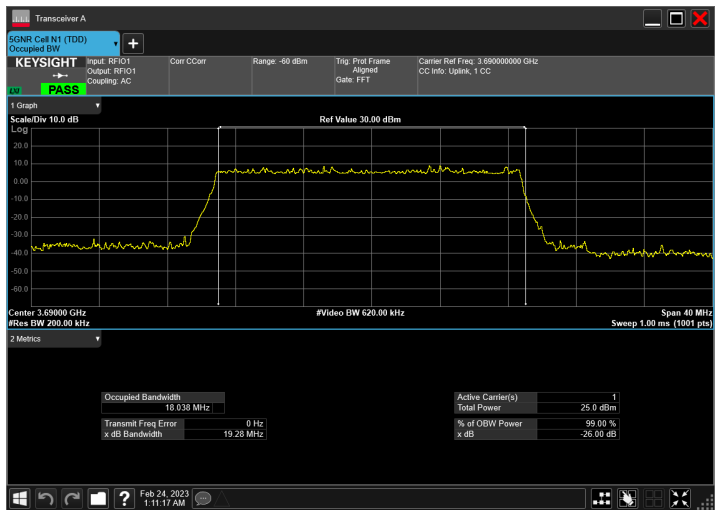 Transceiver A
5GNR Cell N1 (TDD)
Occupied BW
KEYSIGHT
LXI
PASS
Input: RFIO1
Output: RFIO1
Coupling: AC
Corr CCorr
Range: -60 dBm
Trig: Prot Frame
Aligned
Gate: FFT
Carrier Ref Freq: 3.690000000 GHz
CC Info: Uplink, 1 CC
1 Graph
Scale/Div 10.0 dB
Ref Value 30.00 dBm
Log
20.0
10.0
0.00
-10.0
-20.0
-30.0
-40.0
-50.0
-60.0
Center 3.69000 GHz
#Video BW 620.00 kHz
Span 40 MHz
#Res BW 200.00 kHz
Sweep 1.00 ms (1001 pts)
2 Metrics
Occupied Bandwidth
18.038 MHz
Active Carrier(s) 1
Total Power 25.0 dBm
Transmit Freq Error 0 Hz
x dB Bandwidth 19.28 MHz
% of OBW Power 99.00 %
x dB -26.00 dB
?
Feb 24, 2023
1:11:17 AM